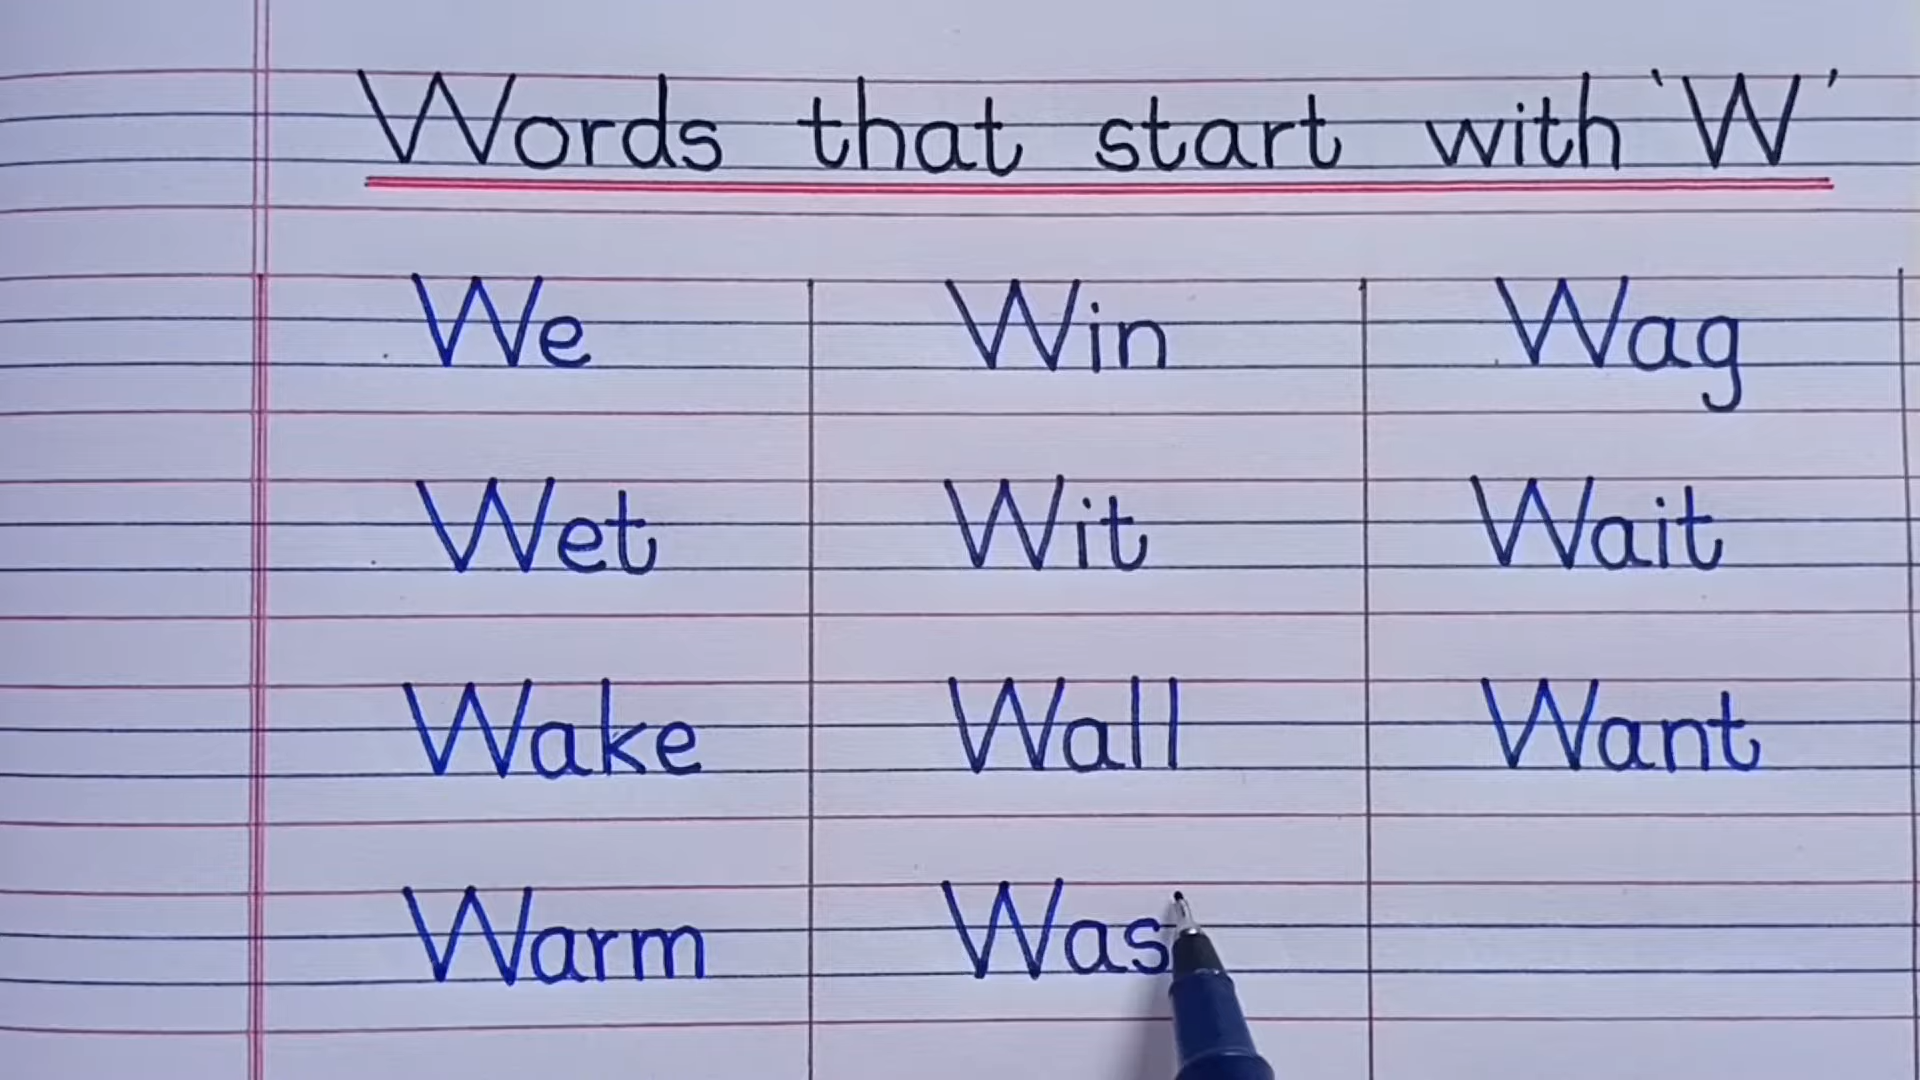 Words that start with 'W'
We Win Wag
Wet Wit Wait
Wake Wall Want
Warm Was